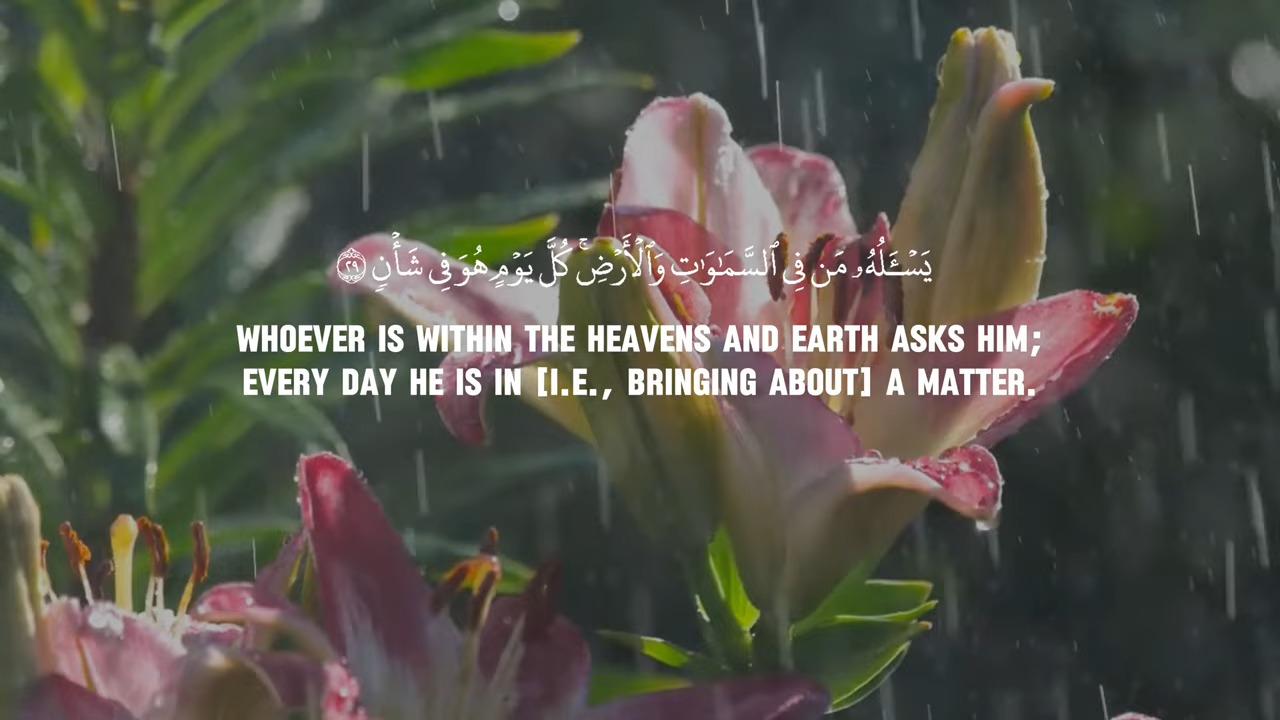 يَسْـَٔلُهُۥ مَن فِى ٱلسَّمَـٰوَٰتِ وَٱلْأَرْضِ ۚ كُلَّ يَوْمٍ هُوَ فِى شَأْنٍ ٢٩
WHOEVER IS WITHIN THE HEAVENS AND EARTH ASKS HIM;
EVERY DAY HE IS IN [I.E., BRINGING ABOUT] A MATTER.